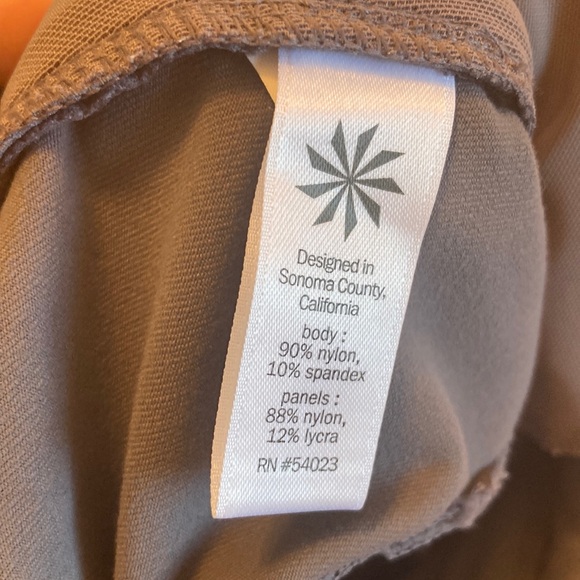 Designed in
Sonoma County,
California
body :
90% nylon,
10% spandex
panels :
88% nylon,
12% lycra
RN #54023